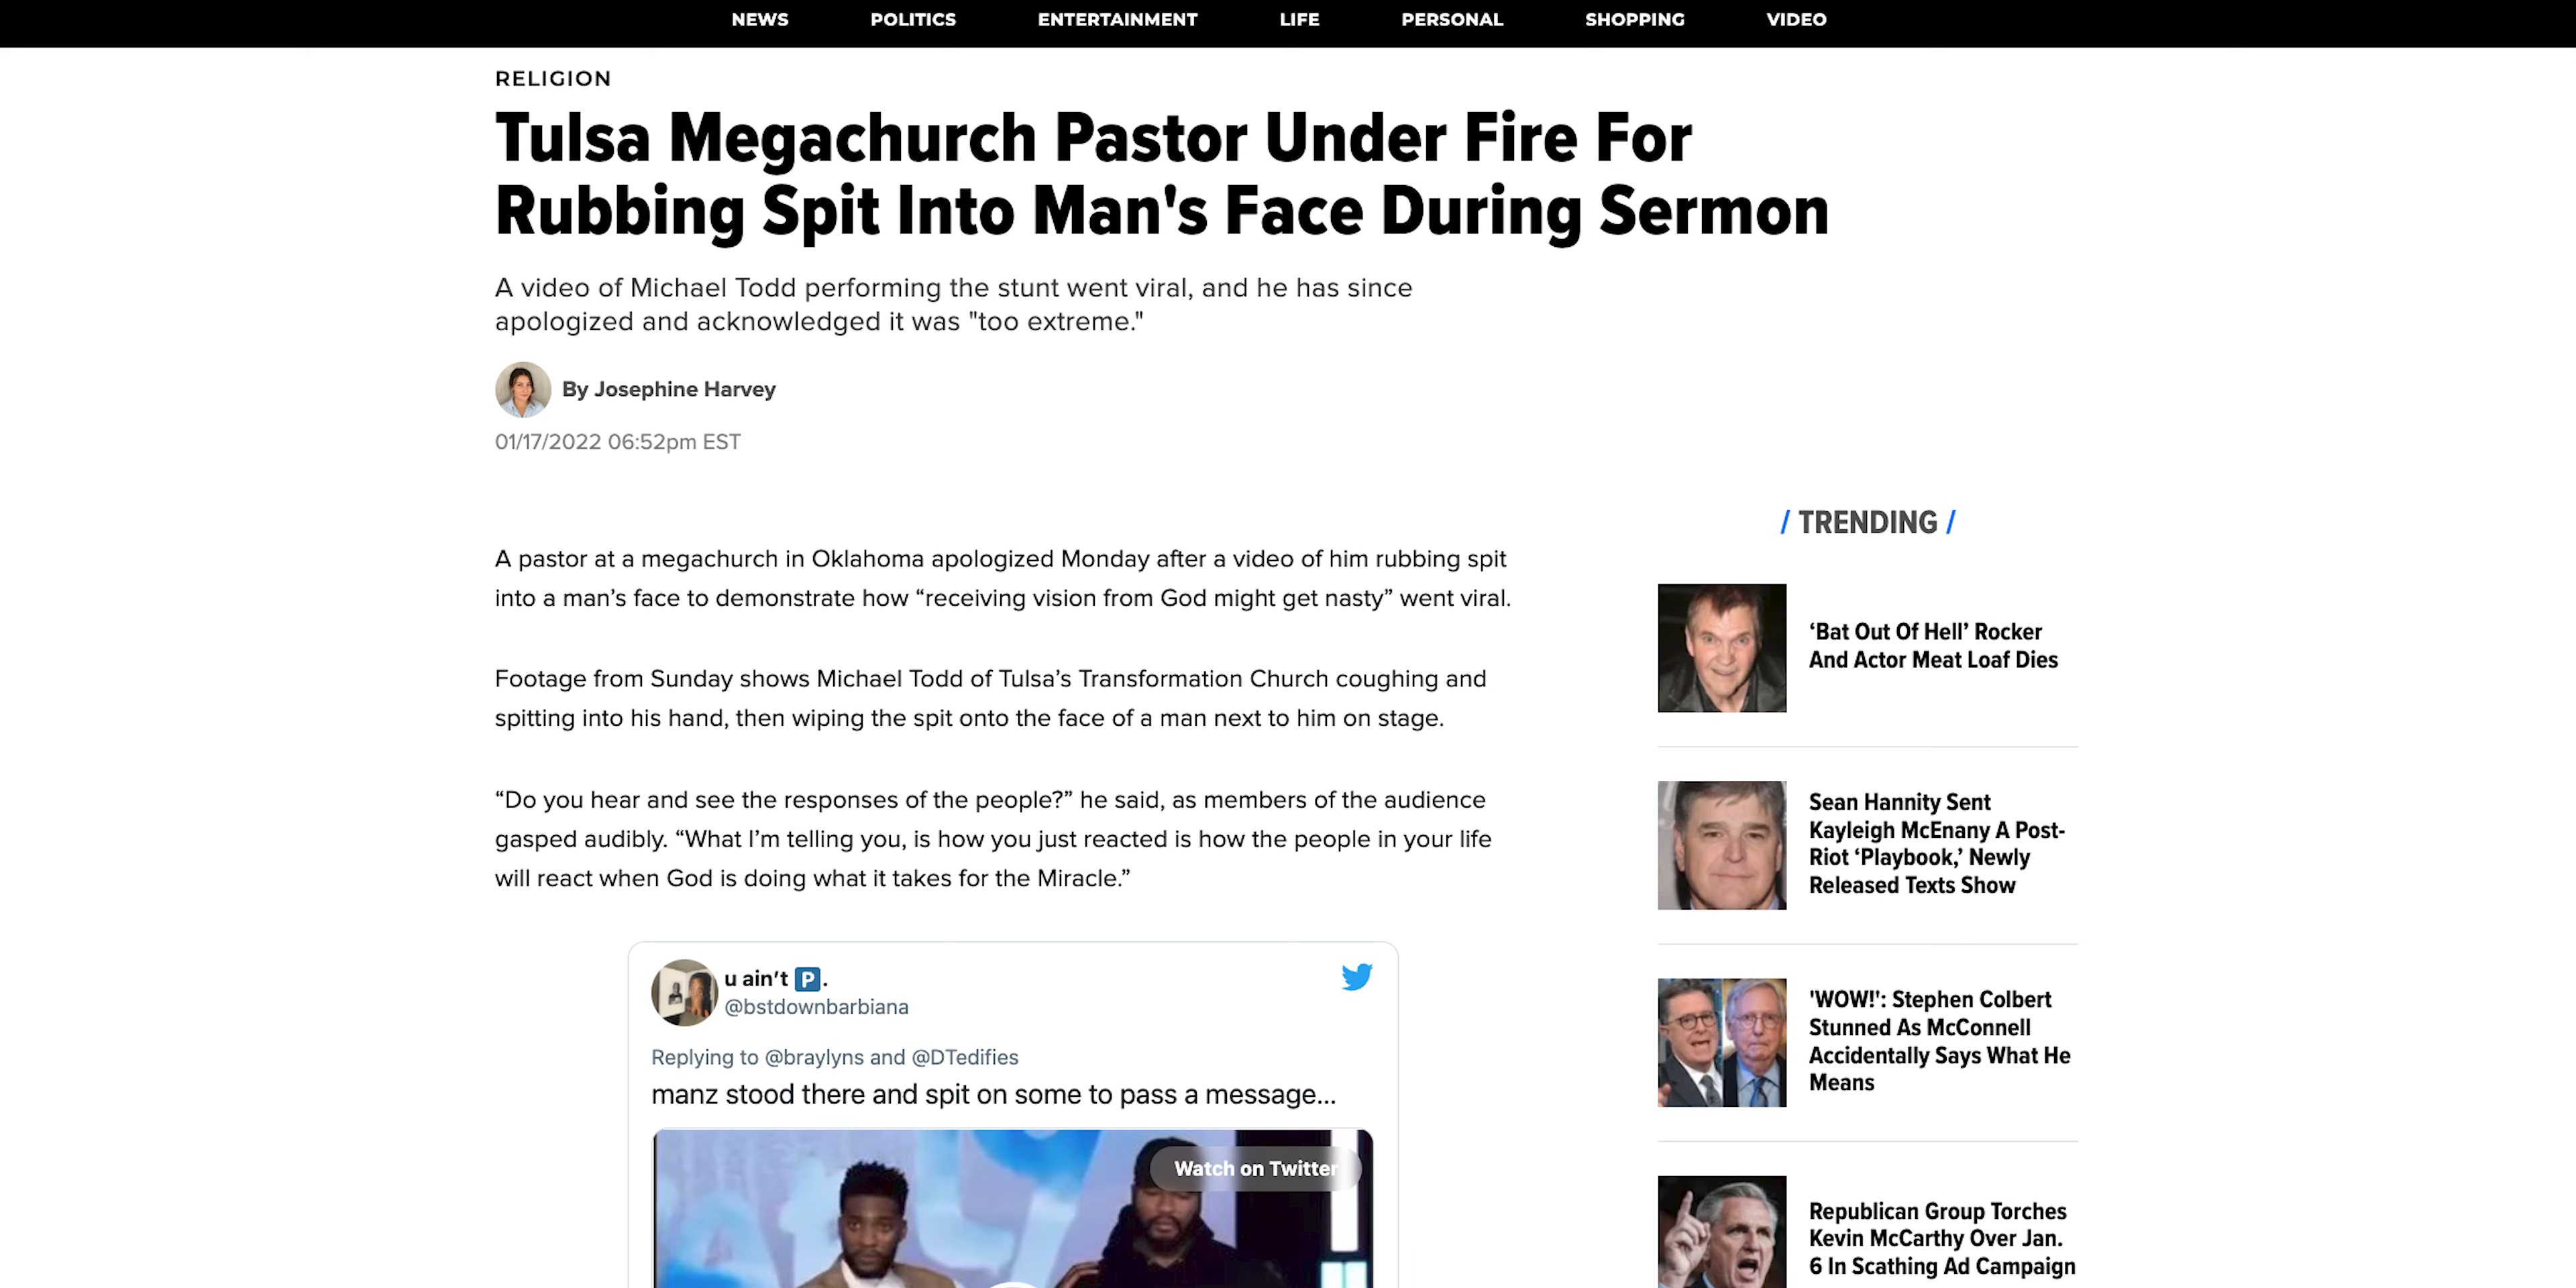 NEWS POLITICS ENTERTAINMENT LIFE PERSONAL SHOPPING VIDEO
RELIGION
Tulsa Megachurch Pastor Under Fire For
Rubbing Spit Into Man's Face During Sermon
A video of Michael Todd performing the stunt went viral, and he has since
apologized and acknowledged it was "too extreme."
By Josephine Harvey
01/17/2022 06:52pm EST
A pastor at a megachurch in Oklahoma apologized Monday after a video of him rubbing spit
into a man’s face to demonstrate how “receiving vision from God might get nasty” went viral.
Footage from Sunday shows Michael Todd of Tulsa’s Transformation Church coughing and
spitting into his hand, then wiping the spit onto the face of a man next to him on stage.
“Do you hear and see the responses of the people?” he said, as members of the audience
gasped audibly. “What I’m telling you, is how you just reacted is how the people in your life
will react when God is doing what it takes for the Miracle.”
u ain’t 🅿️.
@bstdownbarbiana
Replying to @braylyns and @DTedifies
manz stood there and spit on some to pass a message...
Watch on Twitter
/ TRENDING /
‘Bat Out Of Hell’ Rocker
And Actor Meat Loaf Dies
Sean Hannity Sent
Kayleigh McEnany A Post-
Riot ‘Playbook,’ Newly
Released Texts Show
'WOW!': Stephen Colbert
Stunned As McConnell
Accidentally Says What He
Means
Republican Group Torches
Kevin McCarthy Over Jan.
6 In Scathing Ad Campaign